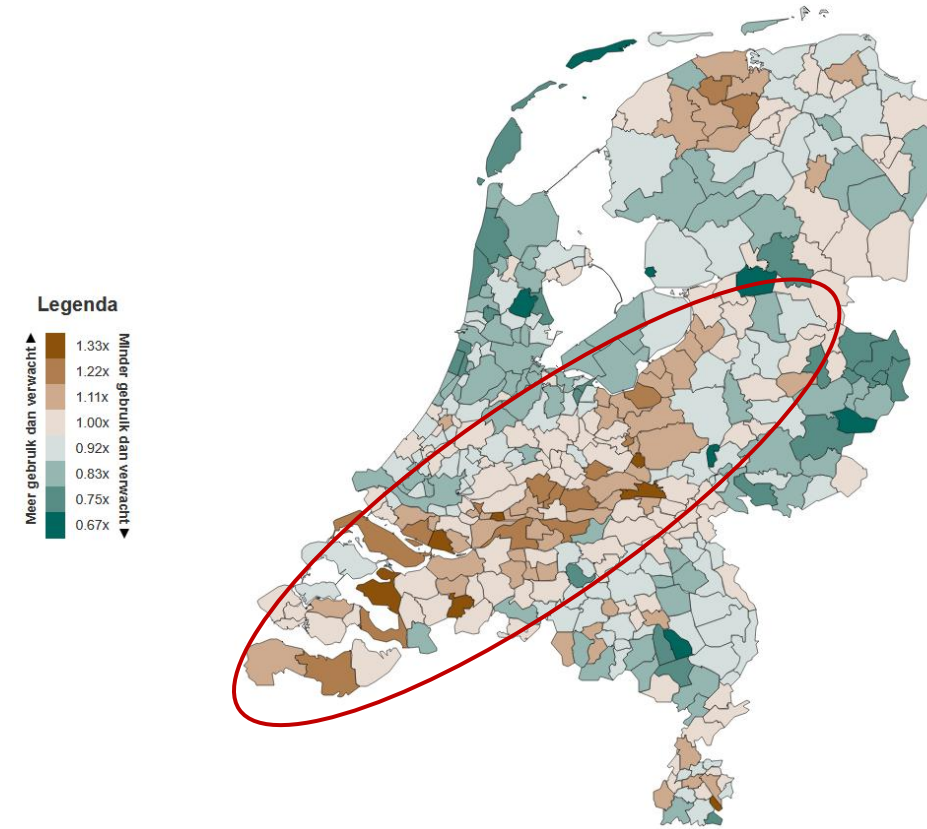 Legenda
Meer gebruik dan verwacht ▲
1.33x
1.22x
1.11x
1.00x
0.92x
0.83x
0.75x
0.67x
Minder gebruik dan verwacht ▼